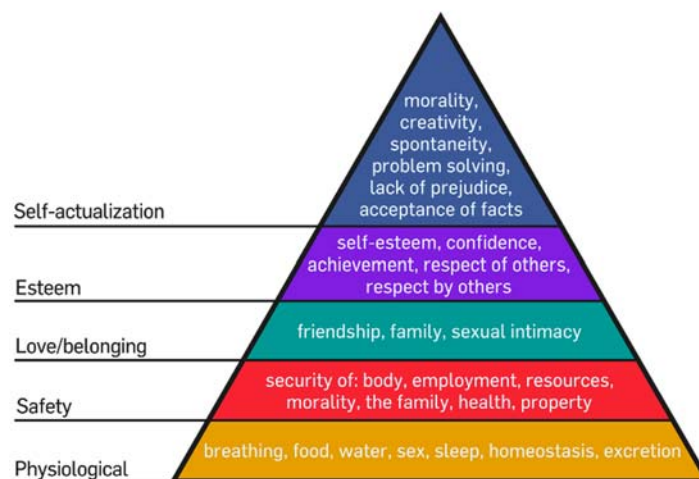 morality,
creativity,
spontaneity,
problem solving,
lack of prejudice,
acceptance of facts
Self-actualization
self-esteem, confidence,
achievement, respect of others,
respect by others
Esteem
friendship, family, sexual intimacy
Love/belonging
security of: body, employment, resources,
morality, the family, health, property
Safety
breathing, food, water, sex, sleep, homeostasis, excretion
Physiological